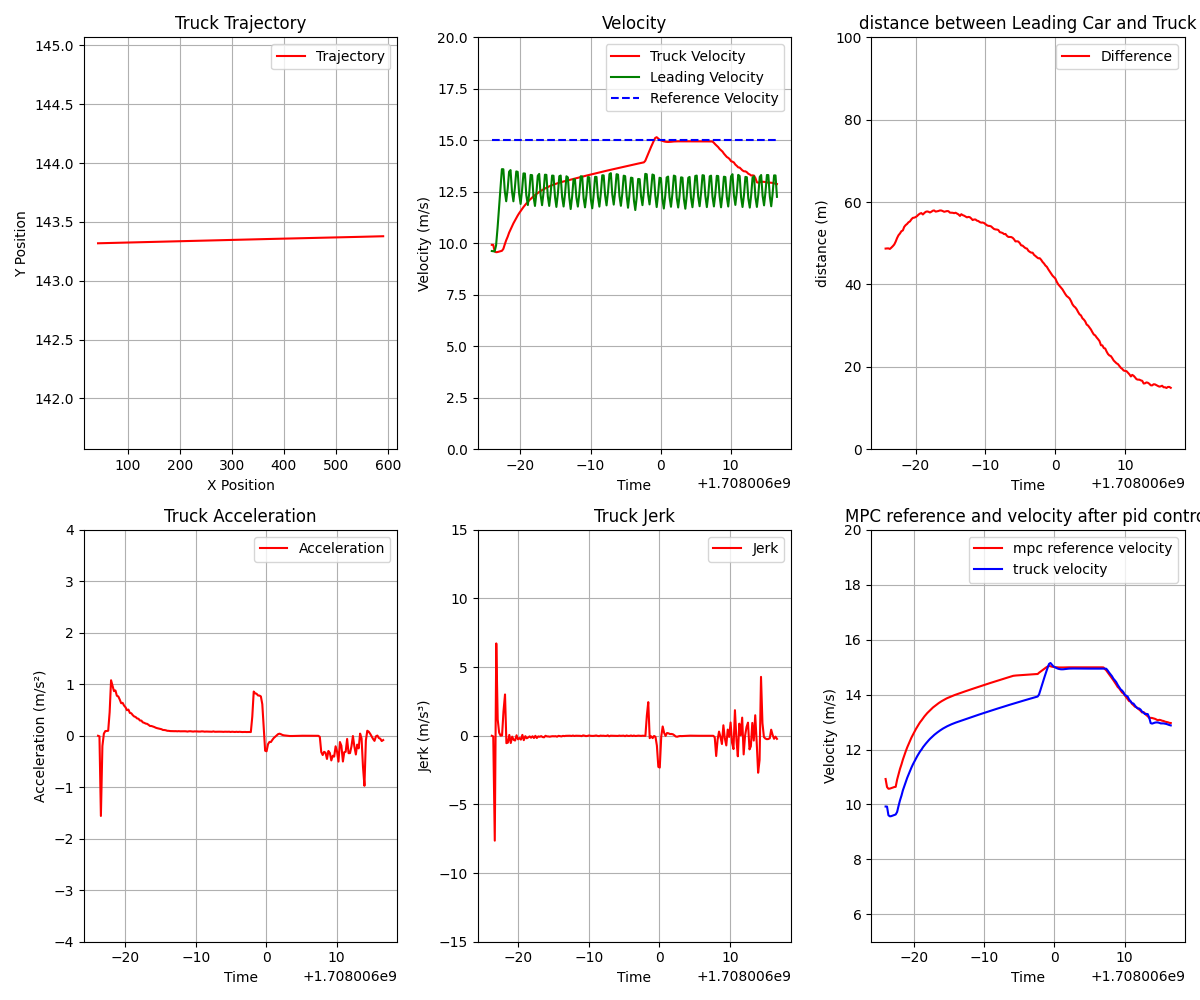 Truck Trajectory
145.0
144.5
144.0
143.5
143.0
142.5
142.0
Y Position
100 200 300 400 500 600
X Position
Trajectory
Velocity
20.0
17.5
15.0
12.5
10.0
7.5
5.0
2.5
0.0
Velocity (m/s)
−20 −10 0 10
Time
+1.708006e9
Truck Velocity
Leading Velocity
Reference Velocity
distance between Leading Car and Truck
100
80
60
40
20
0
distance (m)
−20 −10 0 10
Time
+1.708006e9
Difference
Truck Acceleration
4
3
2
1
0
−1
−2
−3
−4
Acceleration (m/s²)
−20 −10 0 10
Time
+1.708006e9
Acceleration
Truck Jerk
15
10
5
0
−5
−10
−15
Jerk (m/s³)
−20 −10 0 10
Time
+1.708006e9
Jerk
MPC reference and velocity after pid contro
20
18
16
14
12
10
8
6
Velocity (m/s)
−20 −10 0 10
Time
+1.708006e9
mpc reference velocity
truck velocity